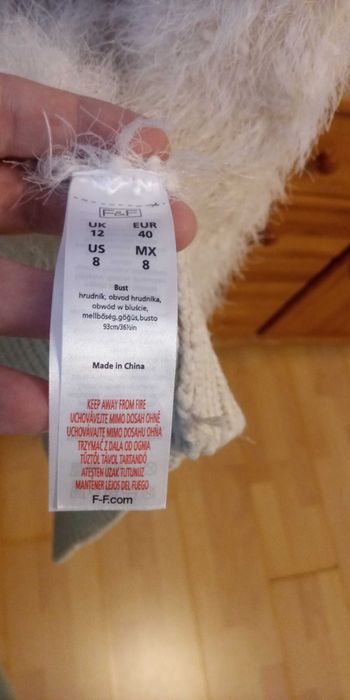 F&F
UK EUR
12 40
US MX
8 8
Bust
hrudník, obvod hrudníka,
obwód w biuście,
mellbőség,göğüs,busto
93cm/36½in
Made in China
KEEP AWAY FROM FIRE
UCHOVÁVEJTE MIMO DOSAH OHNĚ
UCHOVÁVAJTE MIMO DOSAHU OHŇA
TRZYMAĆ Z DALA OD OGNIA
TŰZTŐL TÁVOL TARTANDÓ
ATEŞTEN UZAK TUTUNUZ
MANTENER LEJOS DEL FUEGO
F-F.com